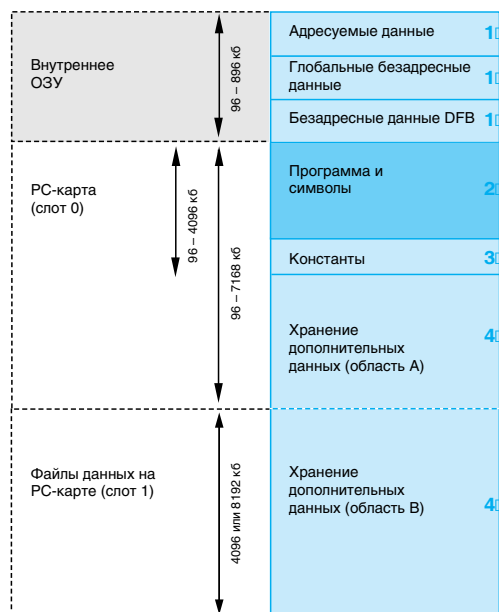 Внутреннее
ОЗУ
96 – 896 кб
Адресуемые данные 1
Глобальные безадресные
данные 1
Безадресные данные DFB 1
PC-карта
(слот 0)
96 – 4096 кб
96 – 7168 кб
Программа и
символы 2
Константы 3
Хранение
дополнительных
данных (область A) 4
Файлы данных на
PC-карте (слот 1)
4096 или 8192 кб
Хранение
дополнительных
данных (область B) 4